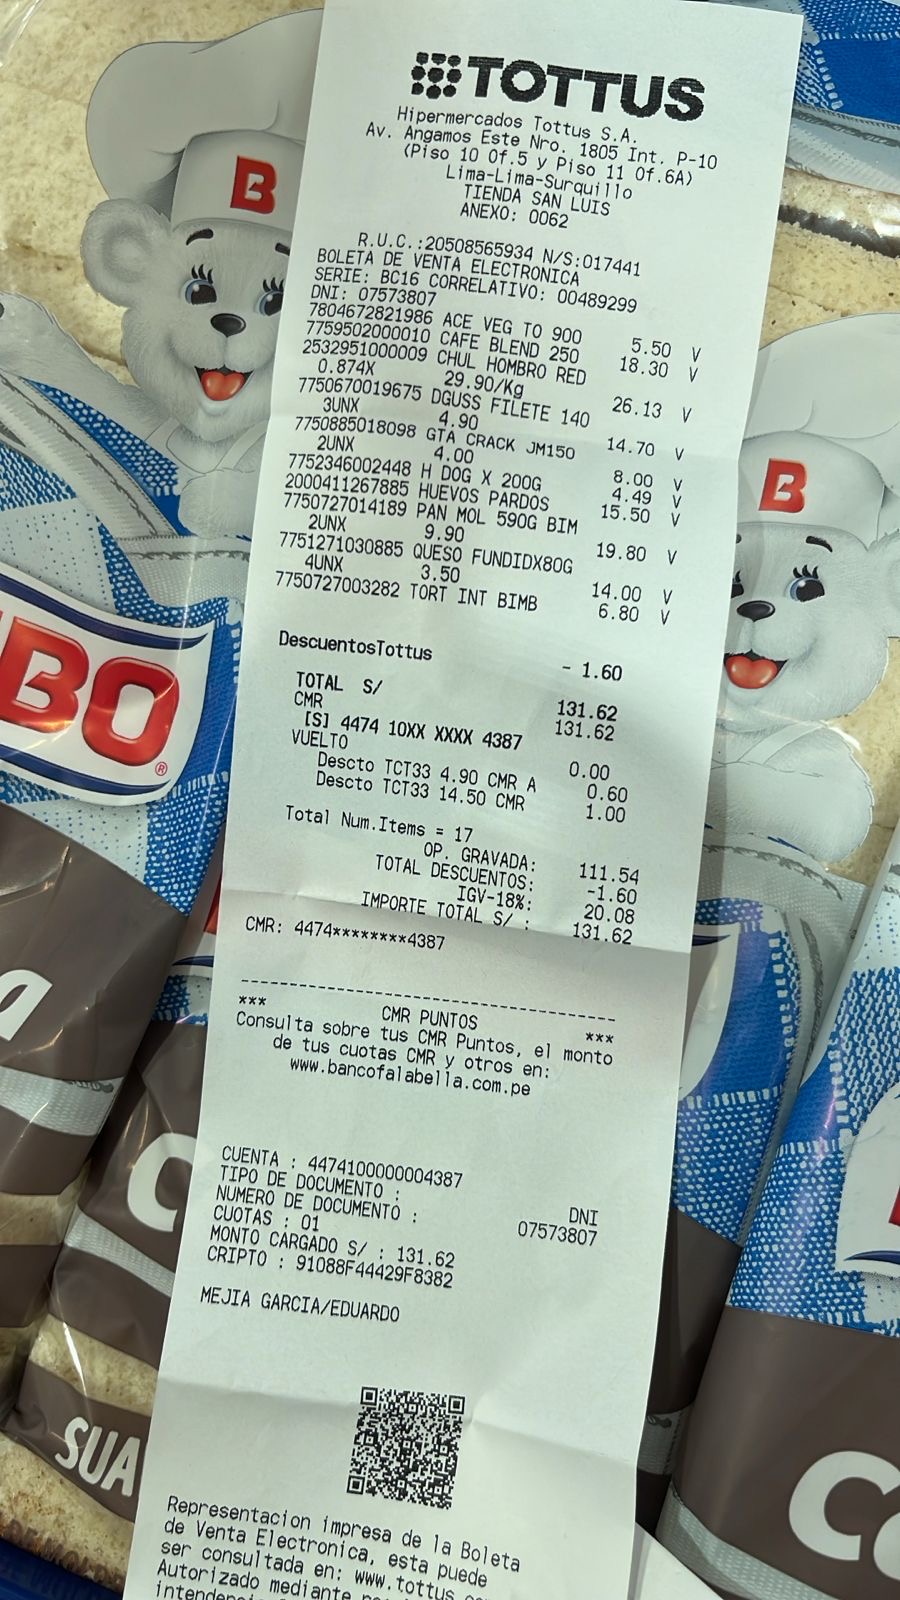 TOTTUS
Hipermercados Tottus S.A.
Av. Angamos Este Nro. 1805 Int. P-10
(Piso 10 Of.5 y Piso 11 Of.6A)
Lima-Lima-Surquillo
TIENDA SAN LUIS
ANEXO: 0062
R.U.C.:20508565934 N/S:017441
BOLETA DE VENTA ELECTRONICA
SERIE: BC16 CORRELATIVO: 00489299
DNI: 07573807
7804672821986 ACE VEG TO 900 5.50 V
7759502000010 CAFE BLEND 250 18.30 V
2532951000009 CHUL HOMBRO RED
0.874X 29.90/Kg 26.13 V
7750670019675 DGUSS FILETE 140
3UNX 4.90 14.70 V
7750885018098 GTA CRACK JM150
2UNX 4.00 8.00 V
7752346002448 H DOG X 200G 4.49 V
2000411267885 HUEVOS PARDOS 15.50 V
7750727014189 PAN MOL 590G BIM
2UNX 9.90 19.80 V
7751271030885 QUESO FUNDIDX80G
4UNX 3.50 14.00 V
7750727003282 TORT INT BIMB 6.80 V
DescuentosTottus - 1.60
TOTAL S/ 131.62
CMR 131.62
[S] 4474 10XX XXXX 4387
VUELTO 0.00
Descto TCT33 4.90 CMR A 0.60
Descto TCT33 14.50 CMR 1.00
Total Num.Items = 17
OP. GRAVADA: 111.54
TOTAL DESCUENTOS: -1.60
IGV-18%: 20.08
IMPORTE TOTAL S/ : 131.62
CMR: 4474********4387
------------------------------------
*** CMR PUNTOS ***
Consulta sobre tus CMR Puntos, el monto
de tus cuotas CMR y otros en:
www.bancofalabella.com.pe
CUENTA : 4474100000004387
TIPO DE DOCUMENTO : DNI
NUMERO DE DOCUMENTO : 07573807
CUOTAS : 01
MONTO CARGADO S/ : 131.62
CRIPTO : 91088F44429F8382
MEJIA GARCIA/EDUARDO
Representacion impresa de la Boleta
de Venta Electronica, esta puede
ser consultada en: www.tottus
Autorizado mediante
B
B
BO
®
SUA